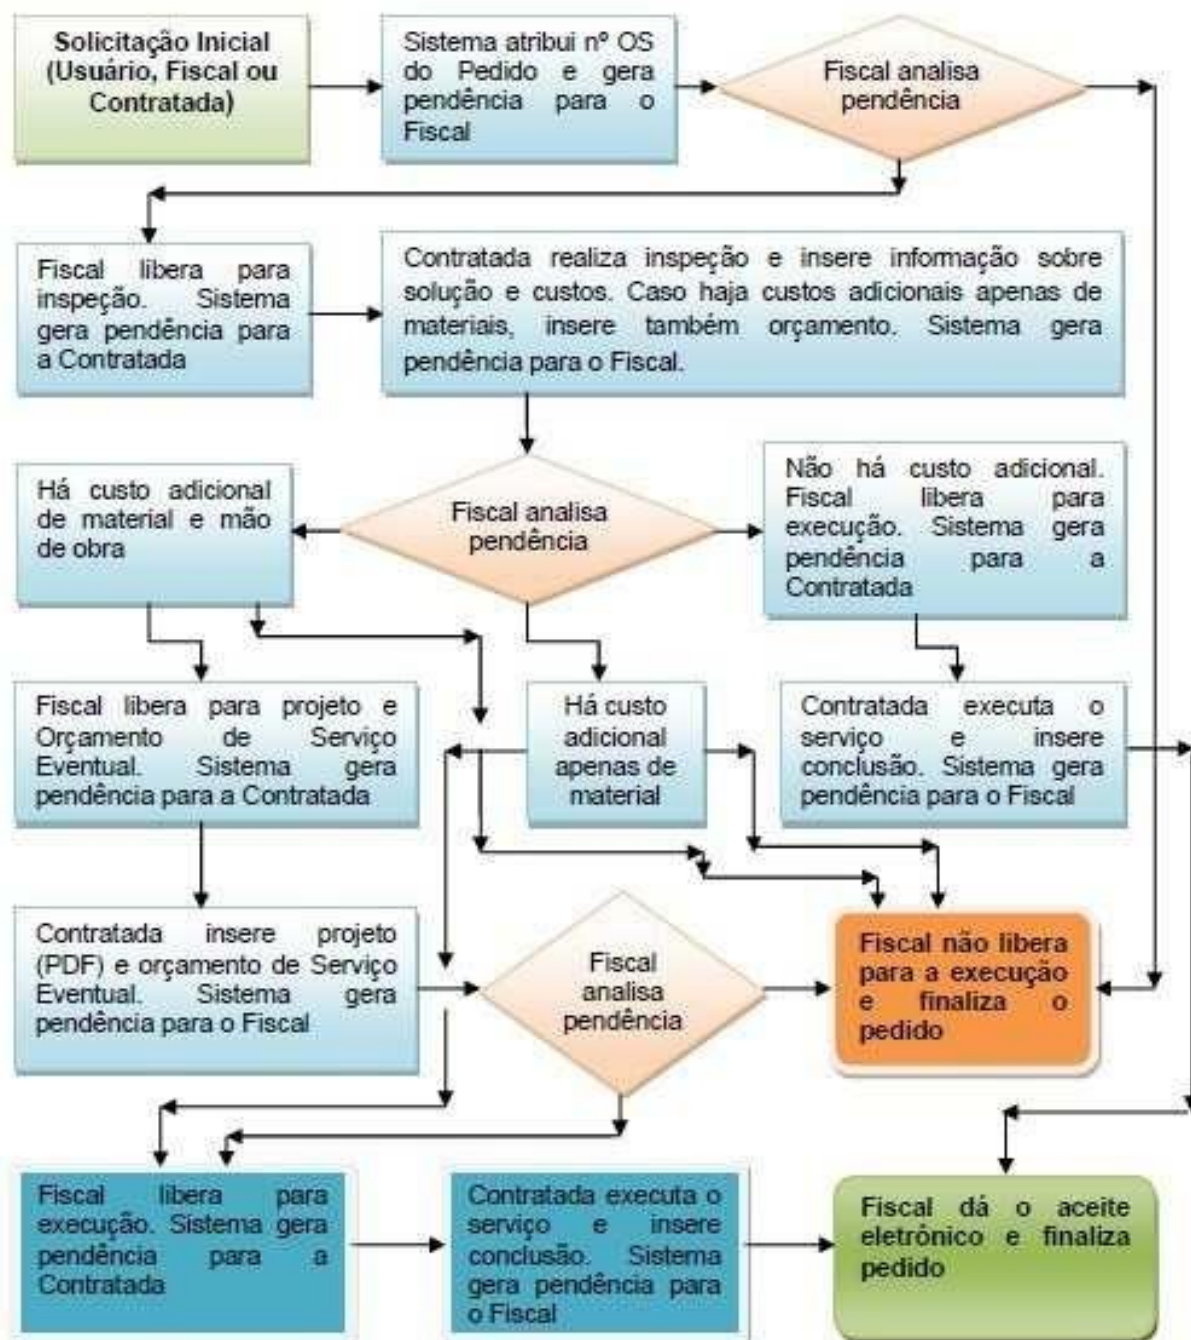 Solicitação Inicial
(Usuário, Fiscal ou
Contratada)
Sistema atribui nº OS
do Pedido e gera
pendência para o
Fiscal
Fiscal analisa
pendência
Fiscal libera para
inspeção. Sistema
gera pendência para
a Contratada
Contratada realiza inspeção e insere informação sobre
solução e custos. Caso haja custos adicionais apenas de
materiais, insere também orçamento. Sistema gera
pendência para o Fiscal.
Há custo adicional
de material e mão
de obra
Fiscal analisa
pendência
Não há custo adicional.
Fiscal libera para
execução. Sistema gera
pendência para a
Contratada
Fiscal libera para projeto e
Orçamento de Serviço
Eventual. Sistema gera
pendência para a Contratada
Há custo
adicional
apenas de
material
Contratada executa o
serviço e insere
conclusão. Sistema gera
pendência para o Fiscal
Contratada insere projeto
(PDF) e orçamento de Serviço
Eventual. Sistema gera
pendência para o Fiscal
Fiscal
analisa
pendência
Fiscal não libera
para a execução
e finaliza o
pedido
Fiscal libera para
execução. Sistema gera
pendência para a
Contratada
Contratada executa o
serviço e insere
conclusão. Sistema
gera pendência para
o Fiscal
Fiscal dá o aceite
eletrônico e finaliza
pedido